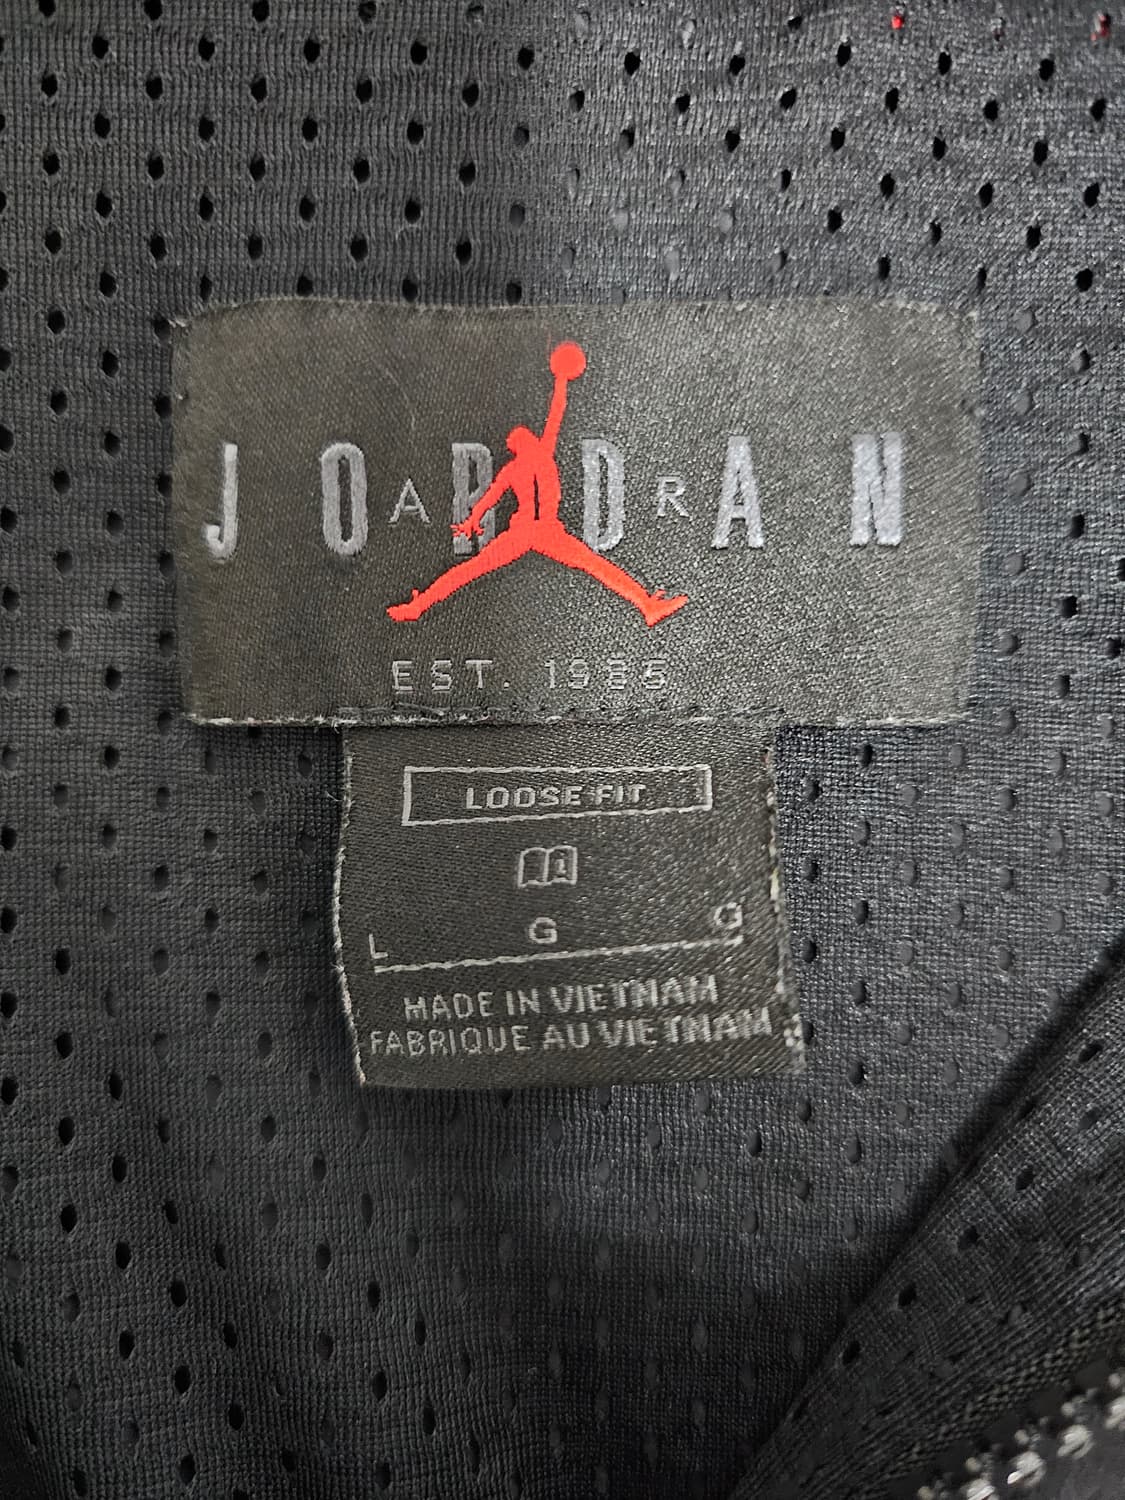 JORDAN
AIR
EST. 1985
LOOSE FIT
L G G
MADE IN VIETNAM
FABRIQUE AU VIETNAM